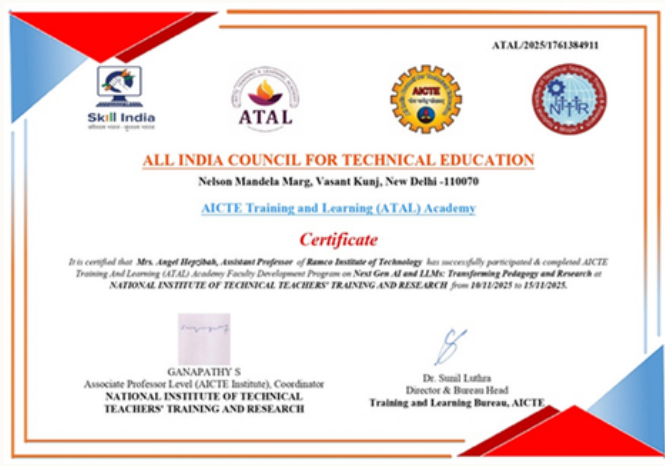 ATAL/2025/1761384911
Skill India
कौशल भारत - कुशल भारत
ATAL
AICTE
NITTTR
ALL INDIA COUNCIL FOR TECHNICAL EDUCATION
Nelson Mandela Marg, Vasant Kunj, New Delhi -110070
AICTE Training and Learning (ATAL) Academy
Certificate
It is certified that Mrs. Angel Hepzibah, Assistant Professor of Ramco Institute of Technology has successfully participated & completed AICTE
Training And Learning (ATAL) Academy Faculty Development Program on Next Gen AI and LLMs: Transforming Pedagogy and Research at
NATIONAL INSTITUTE OF TECHNICAL TEACHERS' TRAINING AND RESEARCH from 10/11/2025 to 15/11/2025.
GANAPATHY S
Associate Professor Level (AICTE Institute), Coordinator
NATIONAL INSTITUTE OF TECHNICAL
TEACHERS' TRAINING AND RESEARCH
Dr. Sunil Luthra
Director & Bureau Head
Training and Learning Bureau, AICTE